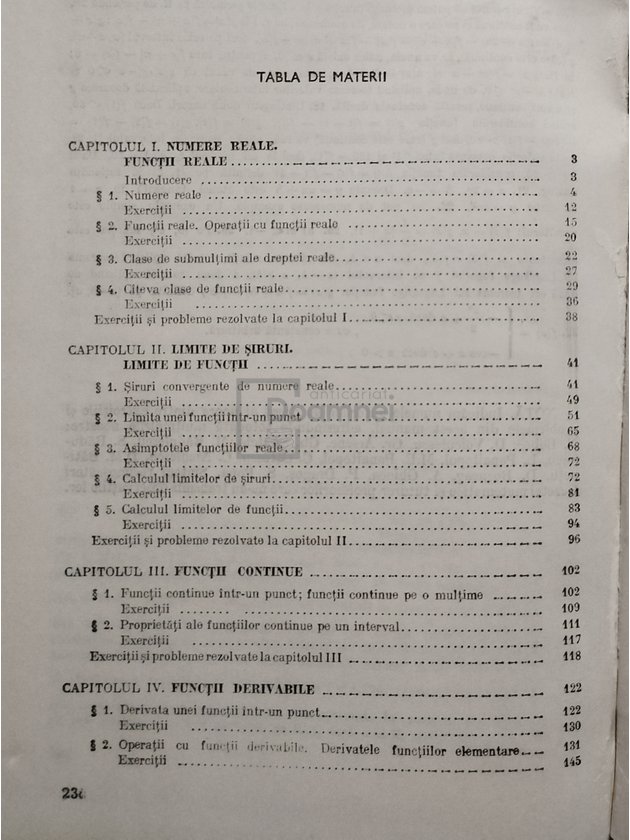 TABLA DE MATERII
CAPITOLUL I. NUMERE REALE.
FUNCȚII REALE 3
Introducere 3
§ 1. Numere reale 4
Exerciții 12
§ 2. Funcții reale. Operații cu funcții reale 15
Exerciții 20
§ 3. Clase de submulțimi ale dreptei reale 22
Exerciții 27
§ 4. Cîteva clase de funcții reale 29
Exerciții 36
Exerciții și probleme rezolvate la capitolul I 38
CAPITOLUL II. LIMITE DE ȘIRURI.
LIMITE DE FUNCȚII 41
§ 1. Șiruri convergente de numere reale 41
anticariat
Exerciții 49
Doamnei
§ 2. Limita unei funcții într-un punct 51
Exerciții 65
§ 3. Asimptotele funcțiilor reale 68
Exerciții 72
§ 4. Calculul limitelor de șiruri 72
Exerciții 81
§ 5. Calculul limitelor de funcții 83
Exerciții 94
Exerciții și probleme rezolvate la capitolul II 96
CAPITOLUL III. FUNCȚII CONTINUE 102
§ 1. Funcții continue într-un punct; funcții continue pe o mulțime 102
Exerciții 109
§ 2. Proprietăți ale funcțiilor continue pe un interval 111
Exerciții 117
Exerciții și probleme rezolvate la capitolul III 118
CAPITOLUL IV. FUNCȚII DERIVABILE 122
§ 1. Derivata unei funcții într-un punct 122
Exerciții 130
§ 2. Operații cu funcții derivabile. Derivatele funcțiilor elementare 131
Exerciții 145